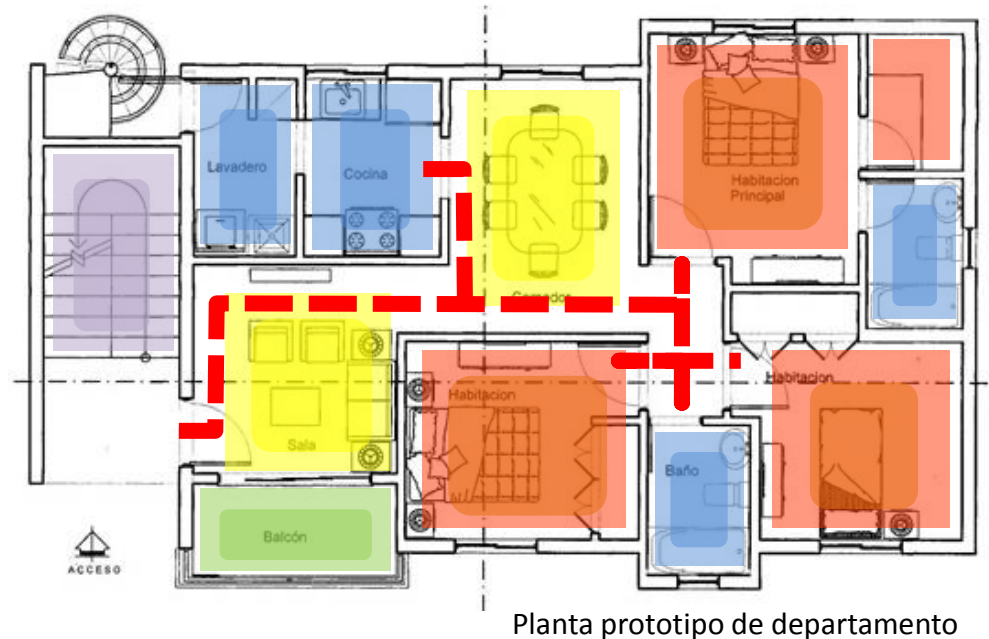 Lavadero
Cocina
Comedor
Habitacion
Principal
Habitacion
Habitacion
Sala
Baño
Balcón
ACCESO
Planta prototipo de departamento